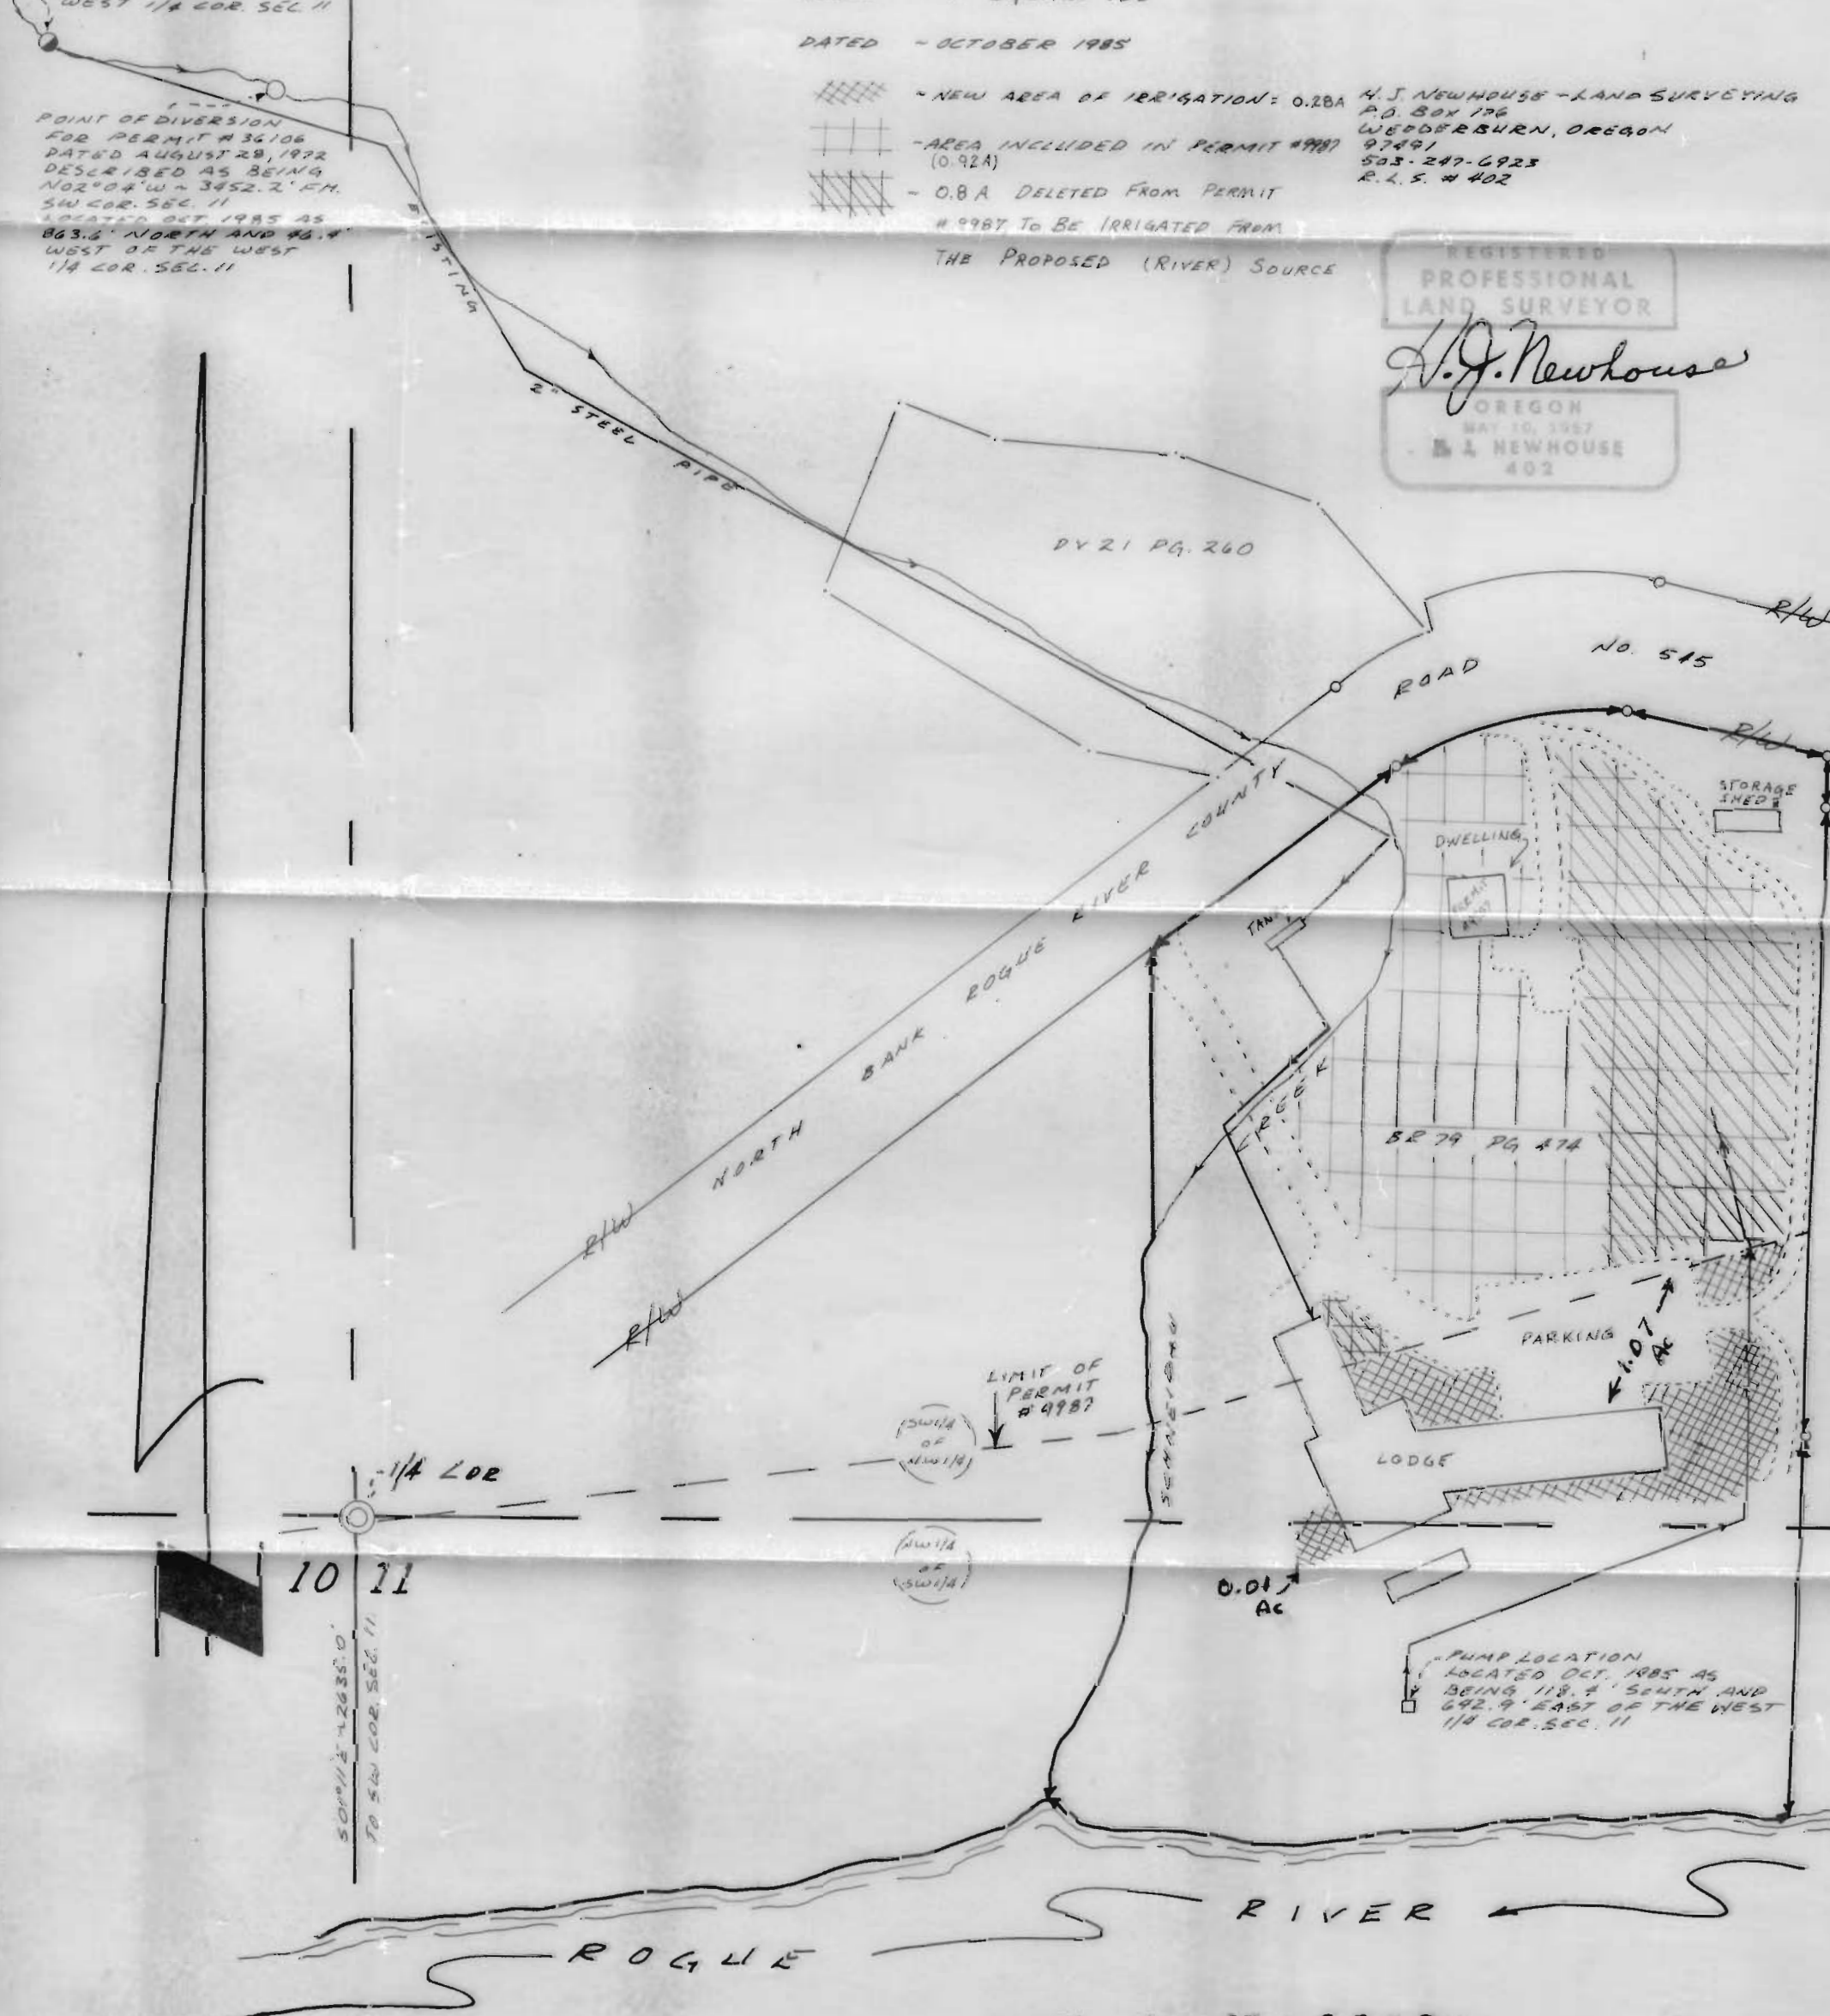 WEST 1/4 COR. SEC. 11
DATED - OCTOBER 1985
- NEW AREA OF IRRIGATION = 0.28A
- AREA INCLUDED IN PERMIT #9987
(0.92A)
- 0.8 A DELETED FROM PERMIT
# 9987 TO BE IRRIGATED FROM
THE PROPOSED (RIVER) SOURCE
H. J. NEWHOUSE - LAND SURVEYING
P.O. BOX 176
WEDDERBURN, OREGON
97491
503-247-6923
R.L.S. # 402
POINT OF DIVERSION
FOR PERMIT # 36106
DATED AUGUST 28, 1972
DESCRIBED AS BEING
N02°04'W ~ 3452.2' FM.
SW COR. SEC. 11
LOCATED OCT 1985 AS
863.6' NORTH AND 46.4'
WEST OF THE WEST
1/4 COR. SEC. 11
REGISTERED
PROFESSIONAL
LAND SURVEYOR
H.J. Newhouse
OREGON
MAY 10, 1957
NEWHOUSE
402
EXISTING
2" STEEL PIPE
DV 21 PG. 260
R/W
NO. 545
ROAD
R/W
STORAGE
SHED
DWELLING
PERMIT
COUNTY
RIVER
ROGUE
BANK
NORTH
TANK
CREEK
BR 79 PG 474
R/W
R/W
PARKING
1.07
Ac
LIMIT OF
PERMIT
# 9987
SW 1/4
OF
NW 1/4
LODGE
1/4 COR
NW 1/4
OF
SW 1/4
10 11
0.01
Ac
PUMP LOCATION
LOCATED OCT. 1985 AS
BEING 118.4' SOUTH AND
692.9' EAST OF THE WEST
1/4 COR. SEC. 11
TO SW COR. SEC. 11
RIVER
ROGUE